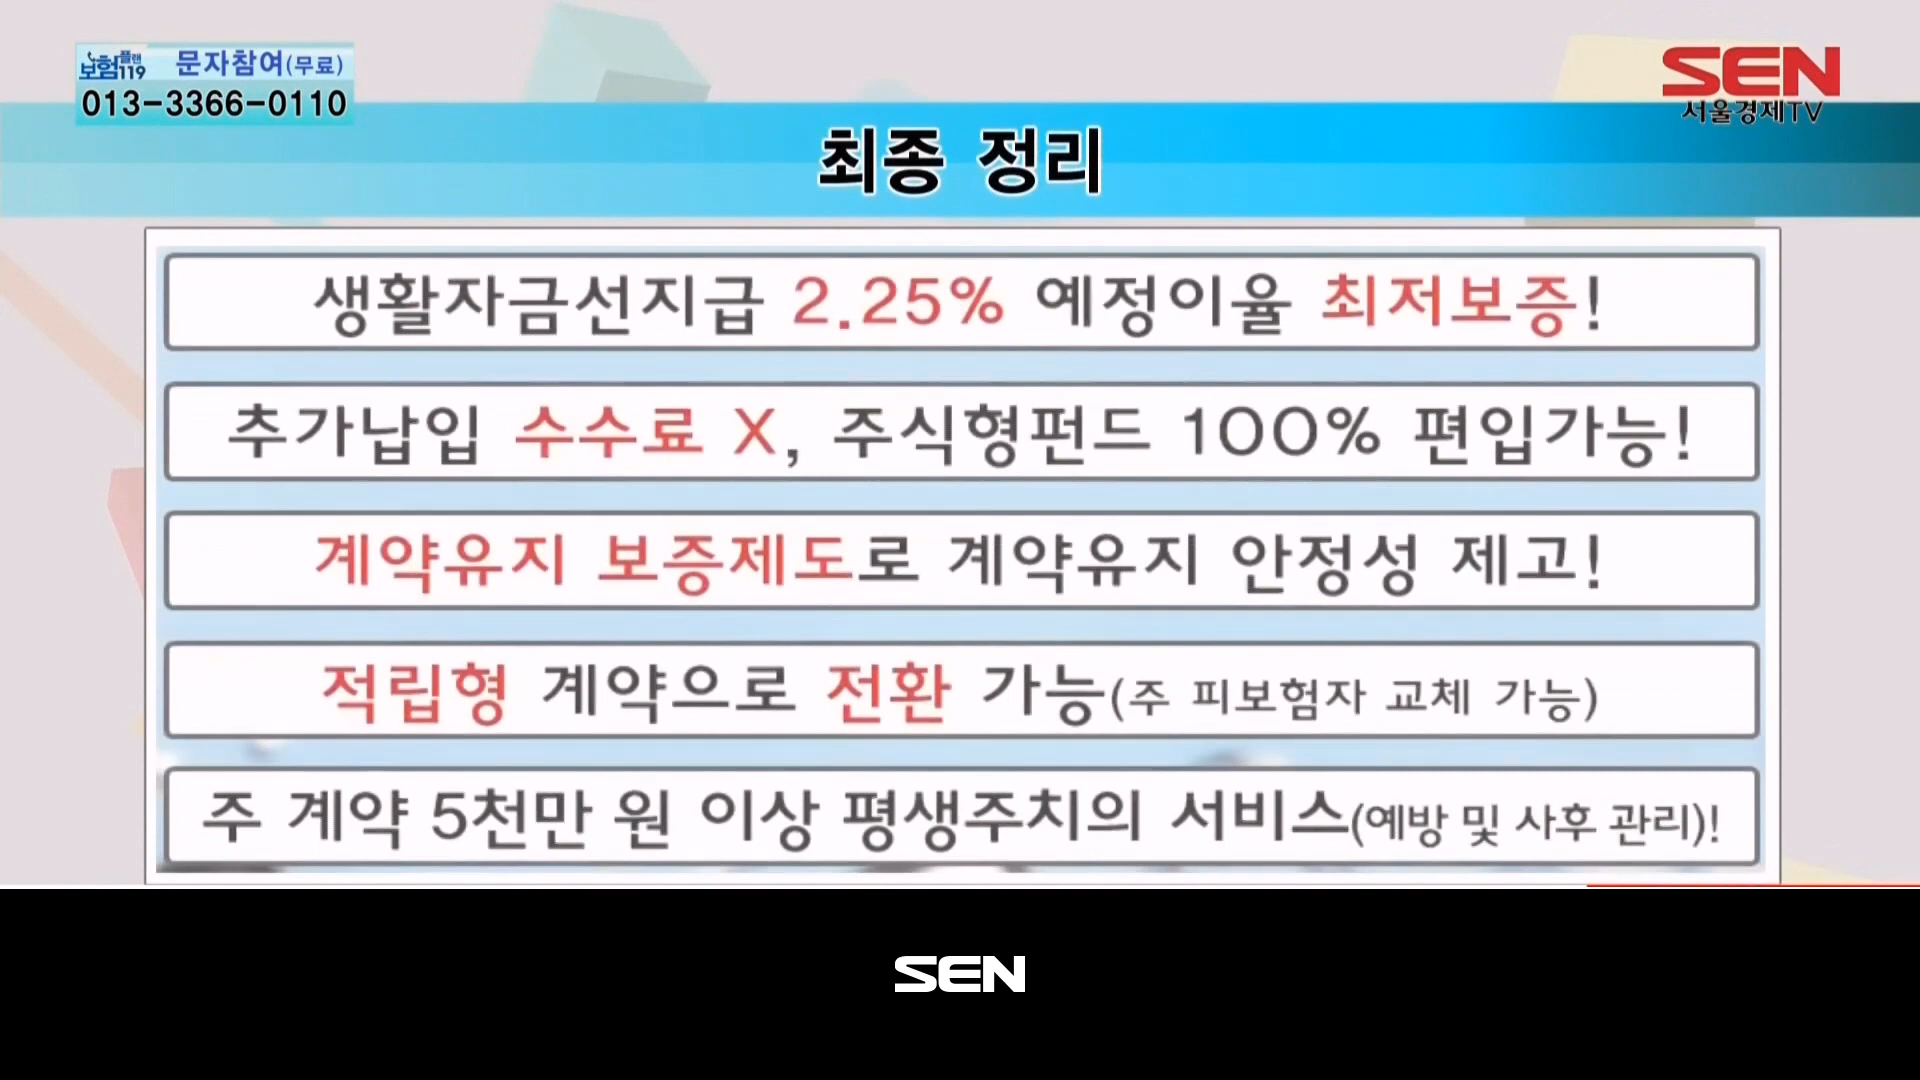 보험플랜119 문자참여(무료)
013-3366-0110
SEN
서울경제TV
최종 정리
생활자금선지급 2.25% 예정이율 최저보증!
추가납입 수수료 X, 주식형펀드 100% 편입가능!
계약유지 보증제도로 계약유지 안정성 제고!
적립형 계약으로 전환 가능(주 피보험자 교체 가능)
주 계약 5천만 원 이상 평생주치의 서비스(예방 및 사후 관리)!
SEN